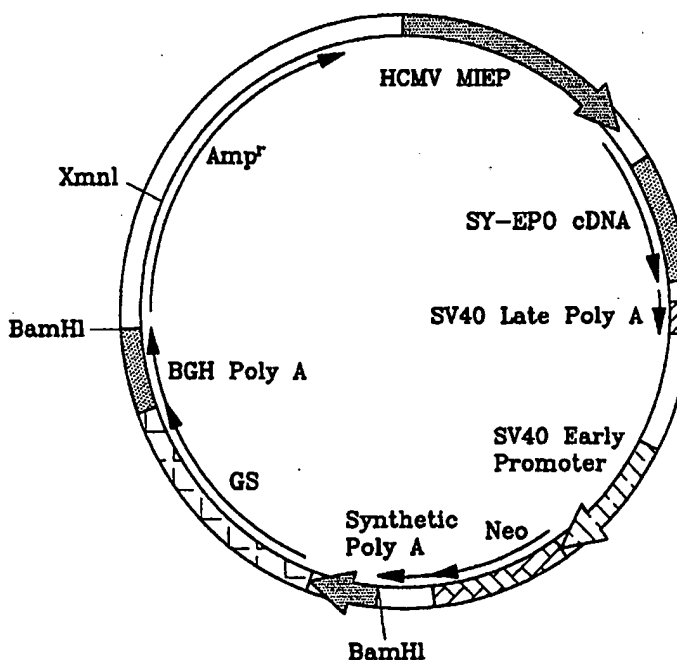 HCMV MIEP
Ampʳ
XmnI
SY-EPO cDNA
SV40 Late Poly A
BamHI
BGH Poly A
SV40 Early
Promoter
GS
Synthetic
Poly A
Neo
BamHI